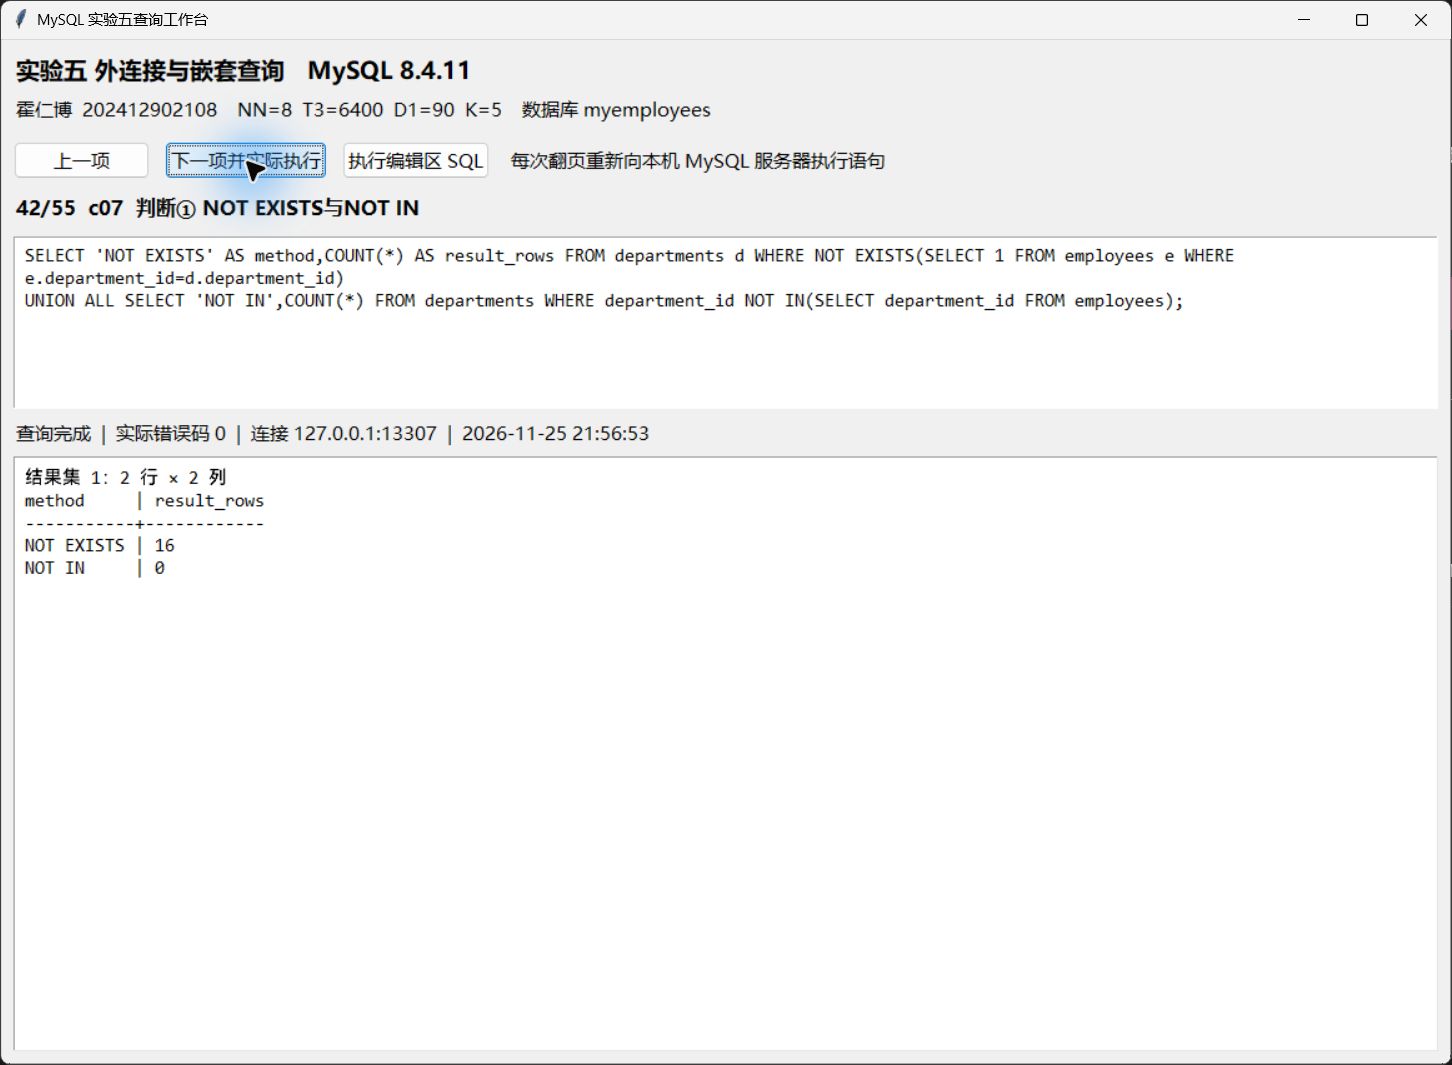 MySQL 实验五查询工作台
实验五 外连接与嵌套查询 MySQL 8.4.11
霍仁博 202412902108 NN=8 T3=6400 D1=90 K=5 数据库 myemployees
上一项 下一项并实际执行 执行编辑区 SQL 每次翻页重新向本机 MySQL 服务器执行语句
42/55 c07 判断① NOT EXISTS与NOT IN
SELECT 'NOT EXISTS' AS method,COUNT(*) AS result_rows FROM departments d WHERE NOT EXISTS(SELECT 1 FROM employees e WHERE
e.department_id=d.department_id)
UNION ALL SELECT 'NOT IN',COUNT(*) FROM departments WHERE department_id NOT IN(SELECT department_id FROM employees);
查询完成 | 实际错误码 0 | 连接 127.0.0.1:13307 | 2026-11-25 21:56:53
结果集 1: 2 行 × 2 列
method | result_rows
-----------+------------
NOT EXISTS | 16
NOT IN | 0